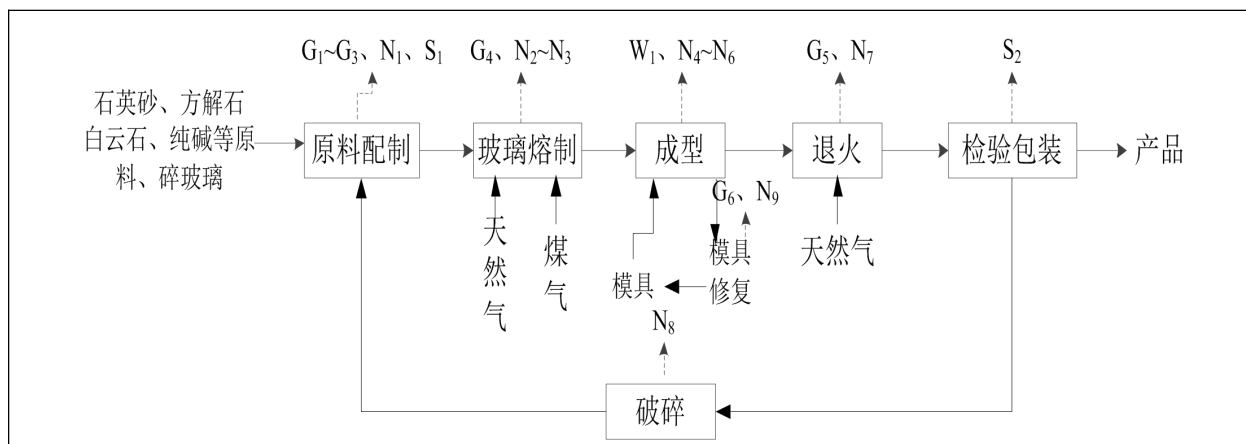 G₁~G₃、N₁、S₁
G₄、N₂~N₃
W₁、N₄~N₆
G₅、N₇
S₂
石英砂、方解石
白云石、纯碱等原
料、碎玻璃
原料配制
玻璃熔制
成型
退火
检验包装
产品
天然气
煤气
模具
G₆、N₉
模具
修复
天然气
N₈
破碎